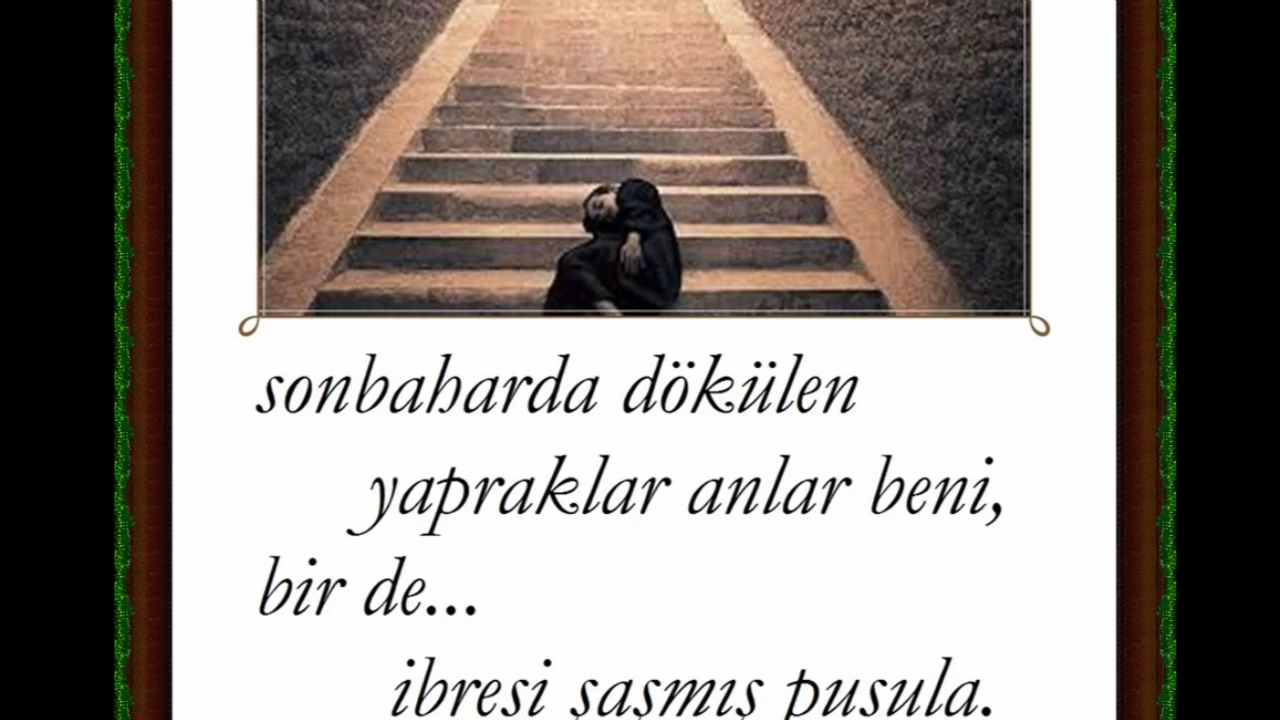 sonbaharda dökülen
yapraklar anlar beni,
bir de...
ibresi şaşmış pusula.